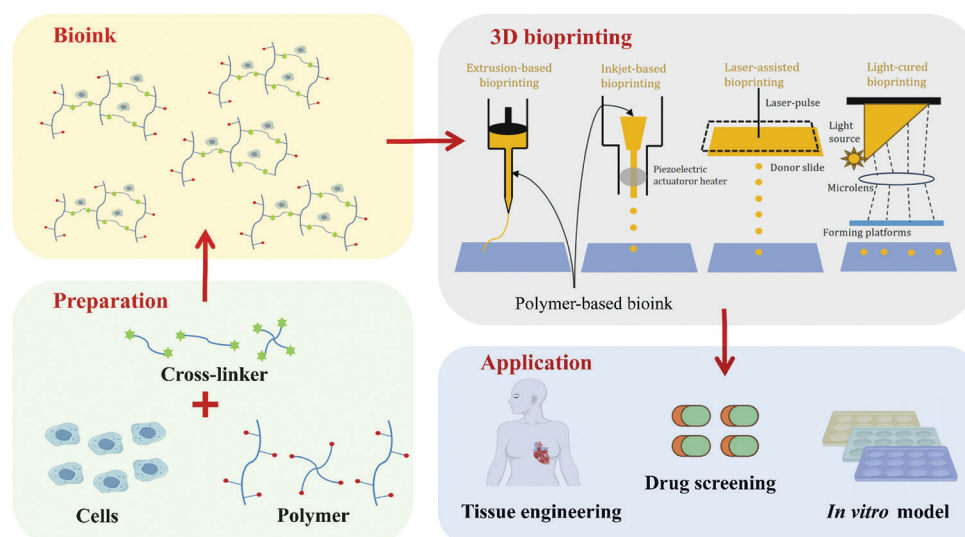 Bioink
3D bioprinting
Extrusion-based
bioprinting
Inkjet-based
bioprinting
Laser-assisted
bioprinting
Light-cured
bioprinting
Laser-pulse
Light
source
Donor slide
Piezoelectric
actuatoror heater
Microlens
Forming platforms
Polymer-based bioink
Preparation
Cross-linker
+
Cells
Polymer
Application
Tissue engineering
Drug screening
In vitro model